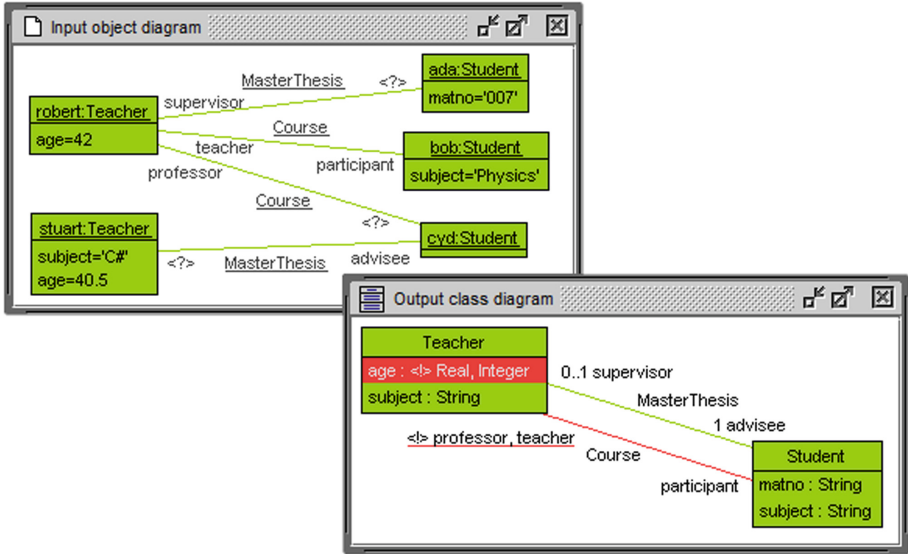 Input object diagram
ada:Student
matno='007'
MasterThesis
<?>
supervisor
robert:Teacher
age=42
Course
teacher
participant
bob:Student
subject='Physics'
professor
Course
<?>
stuart:Teacher
subject='C#'
age=40.5
<?>
MasterThesis
advisee
cyd:Student
Output class diagram
Teacher
age : <!> Real, Integer
subject : String
0..1 supervisor
MasterThesis
1 advisee
<!> professor, teacher
Course
participant
Student
matno : String
subject : String